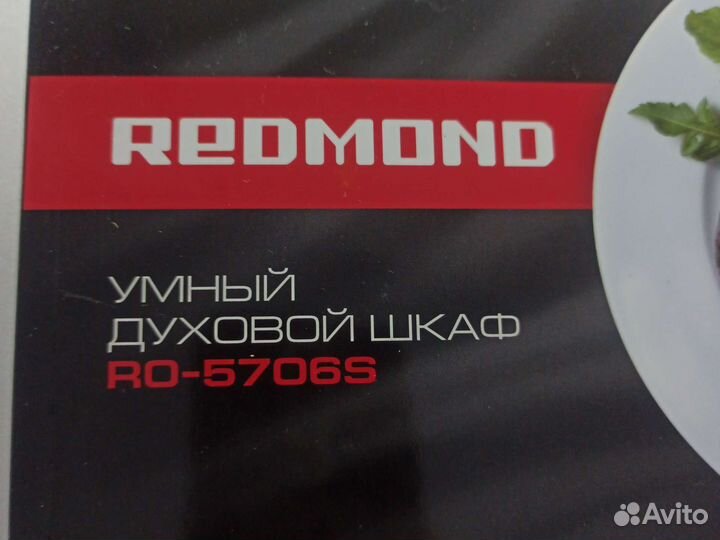 REDMOND
УМНЫЙ
ДУХОВОЙ ШКАФ
RO-5706S
Avito